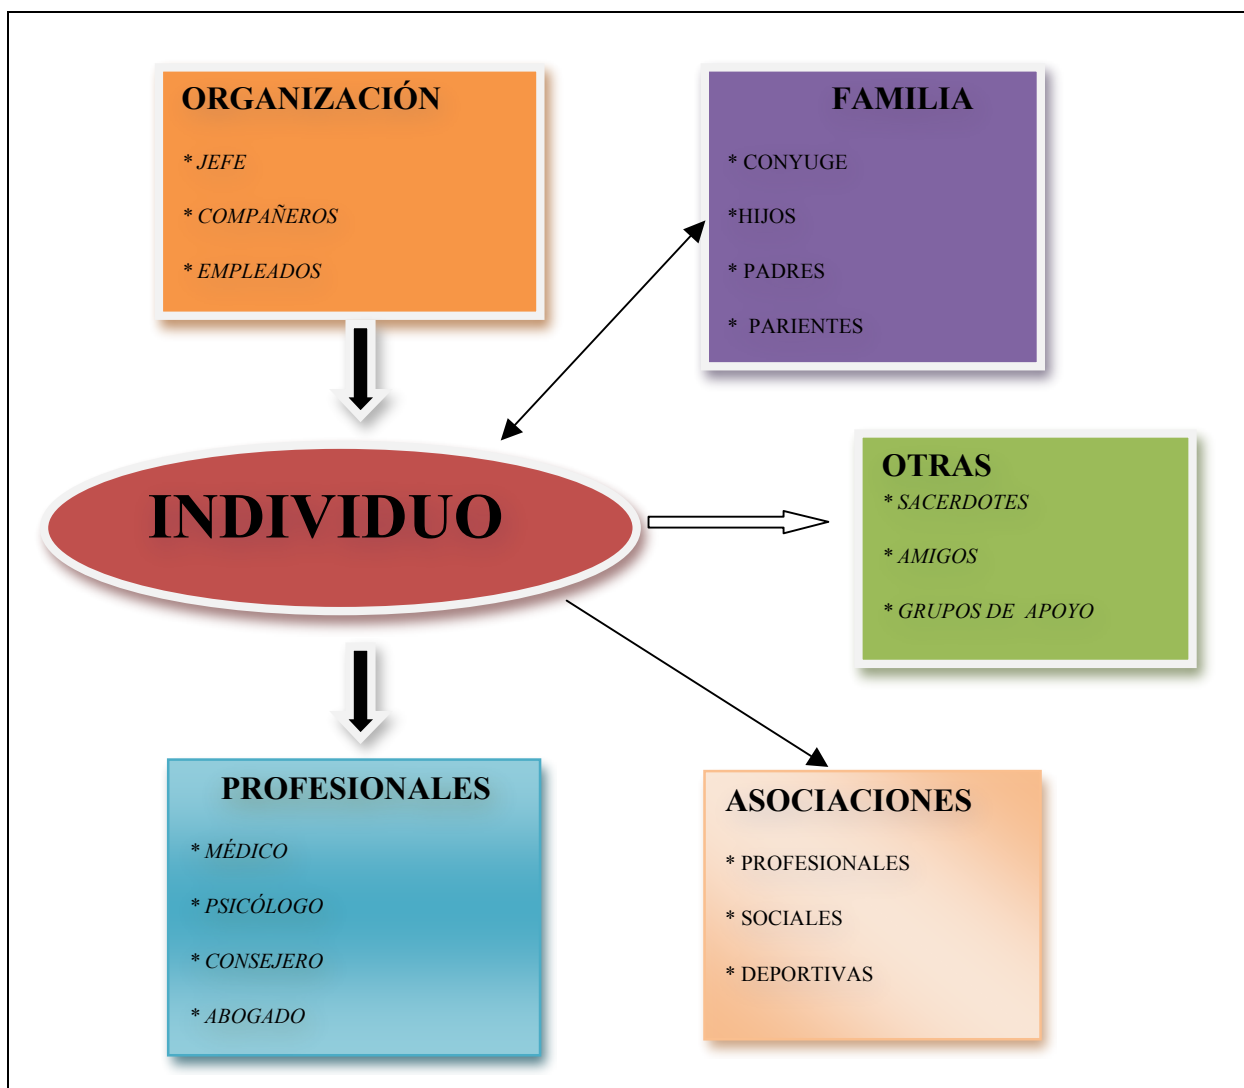 ORGANIZACIÓN
* JEFE
* COMPAÑEROS
* EMPLEADOS
FAMILIA
* CONYUGE
*HIJOS
* PADRES
* PARIENTES
INDIVIDUO
OTRAS
* SACERDOTES
* AMIGOS
* GRUPOS DE APOYO
PROFESIONALES
* MÉDICO
* PSICÓLOGO
* CONSEJERO
* ABOGADO
ASOCIACIONES
* PROFESIONALES
* SOCIALES
* DEPORTIVAS